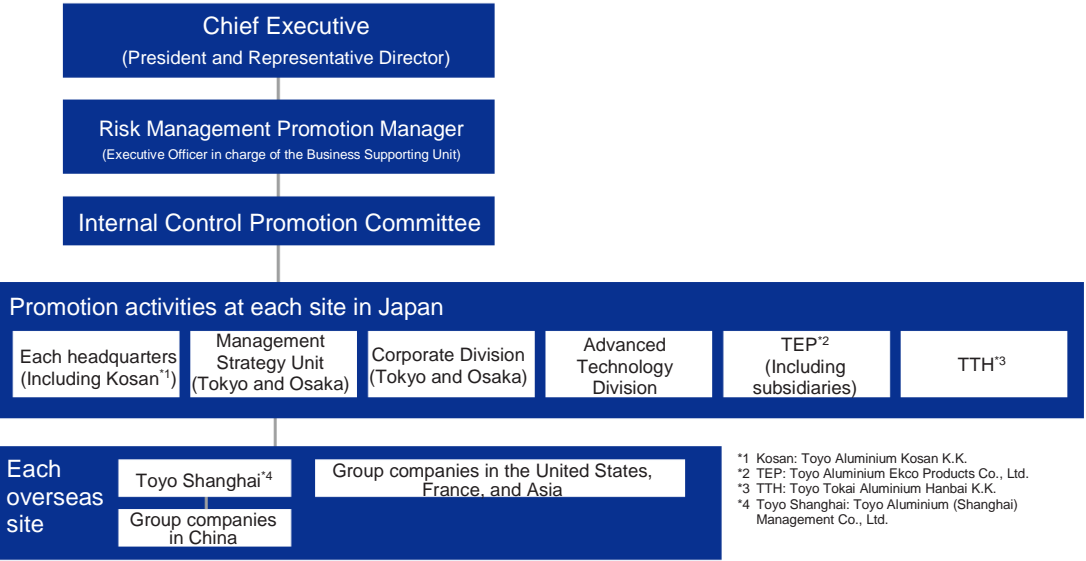 Chief Executive
(President and Representative Director)
Risk Management Promotion Manager
(Executive Officer in charge of the Business Supporting Unit)
Internal Control Promotion Committee
Promotion activities at each site in Japan
Each headquarters
(Including Kosan*1)
Management
Strategy Unit
(Tokyo and Osaka)
Corporate Division
(Tokyo and Osaka)
Advanced
Technology
Division
TEP*2
(Including
subsidiaries)
TTH*3
Each
overseas
site
Toyo Shanghai*4
Group companies
in China
Group companies in the United States,
France, and Asia
*1 Kosan: Toyo Aluminium Kosan K.K.
*2 TEP: Toyo Aluminium Ekco Products Co., Ltd.
*3 TTH: Toyo Tokai Aluminium Hanbai K.K.
*4 Toyo Shanghai: Toyo Aluminium (Shanghai)
Management Co., Ltd.